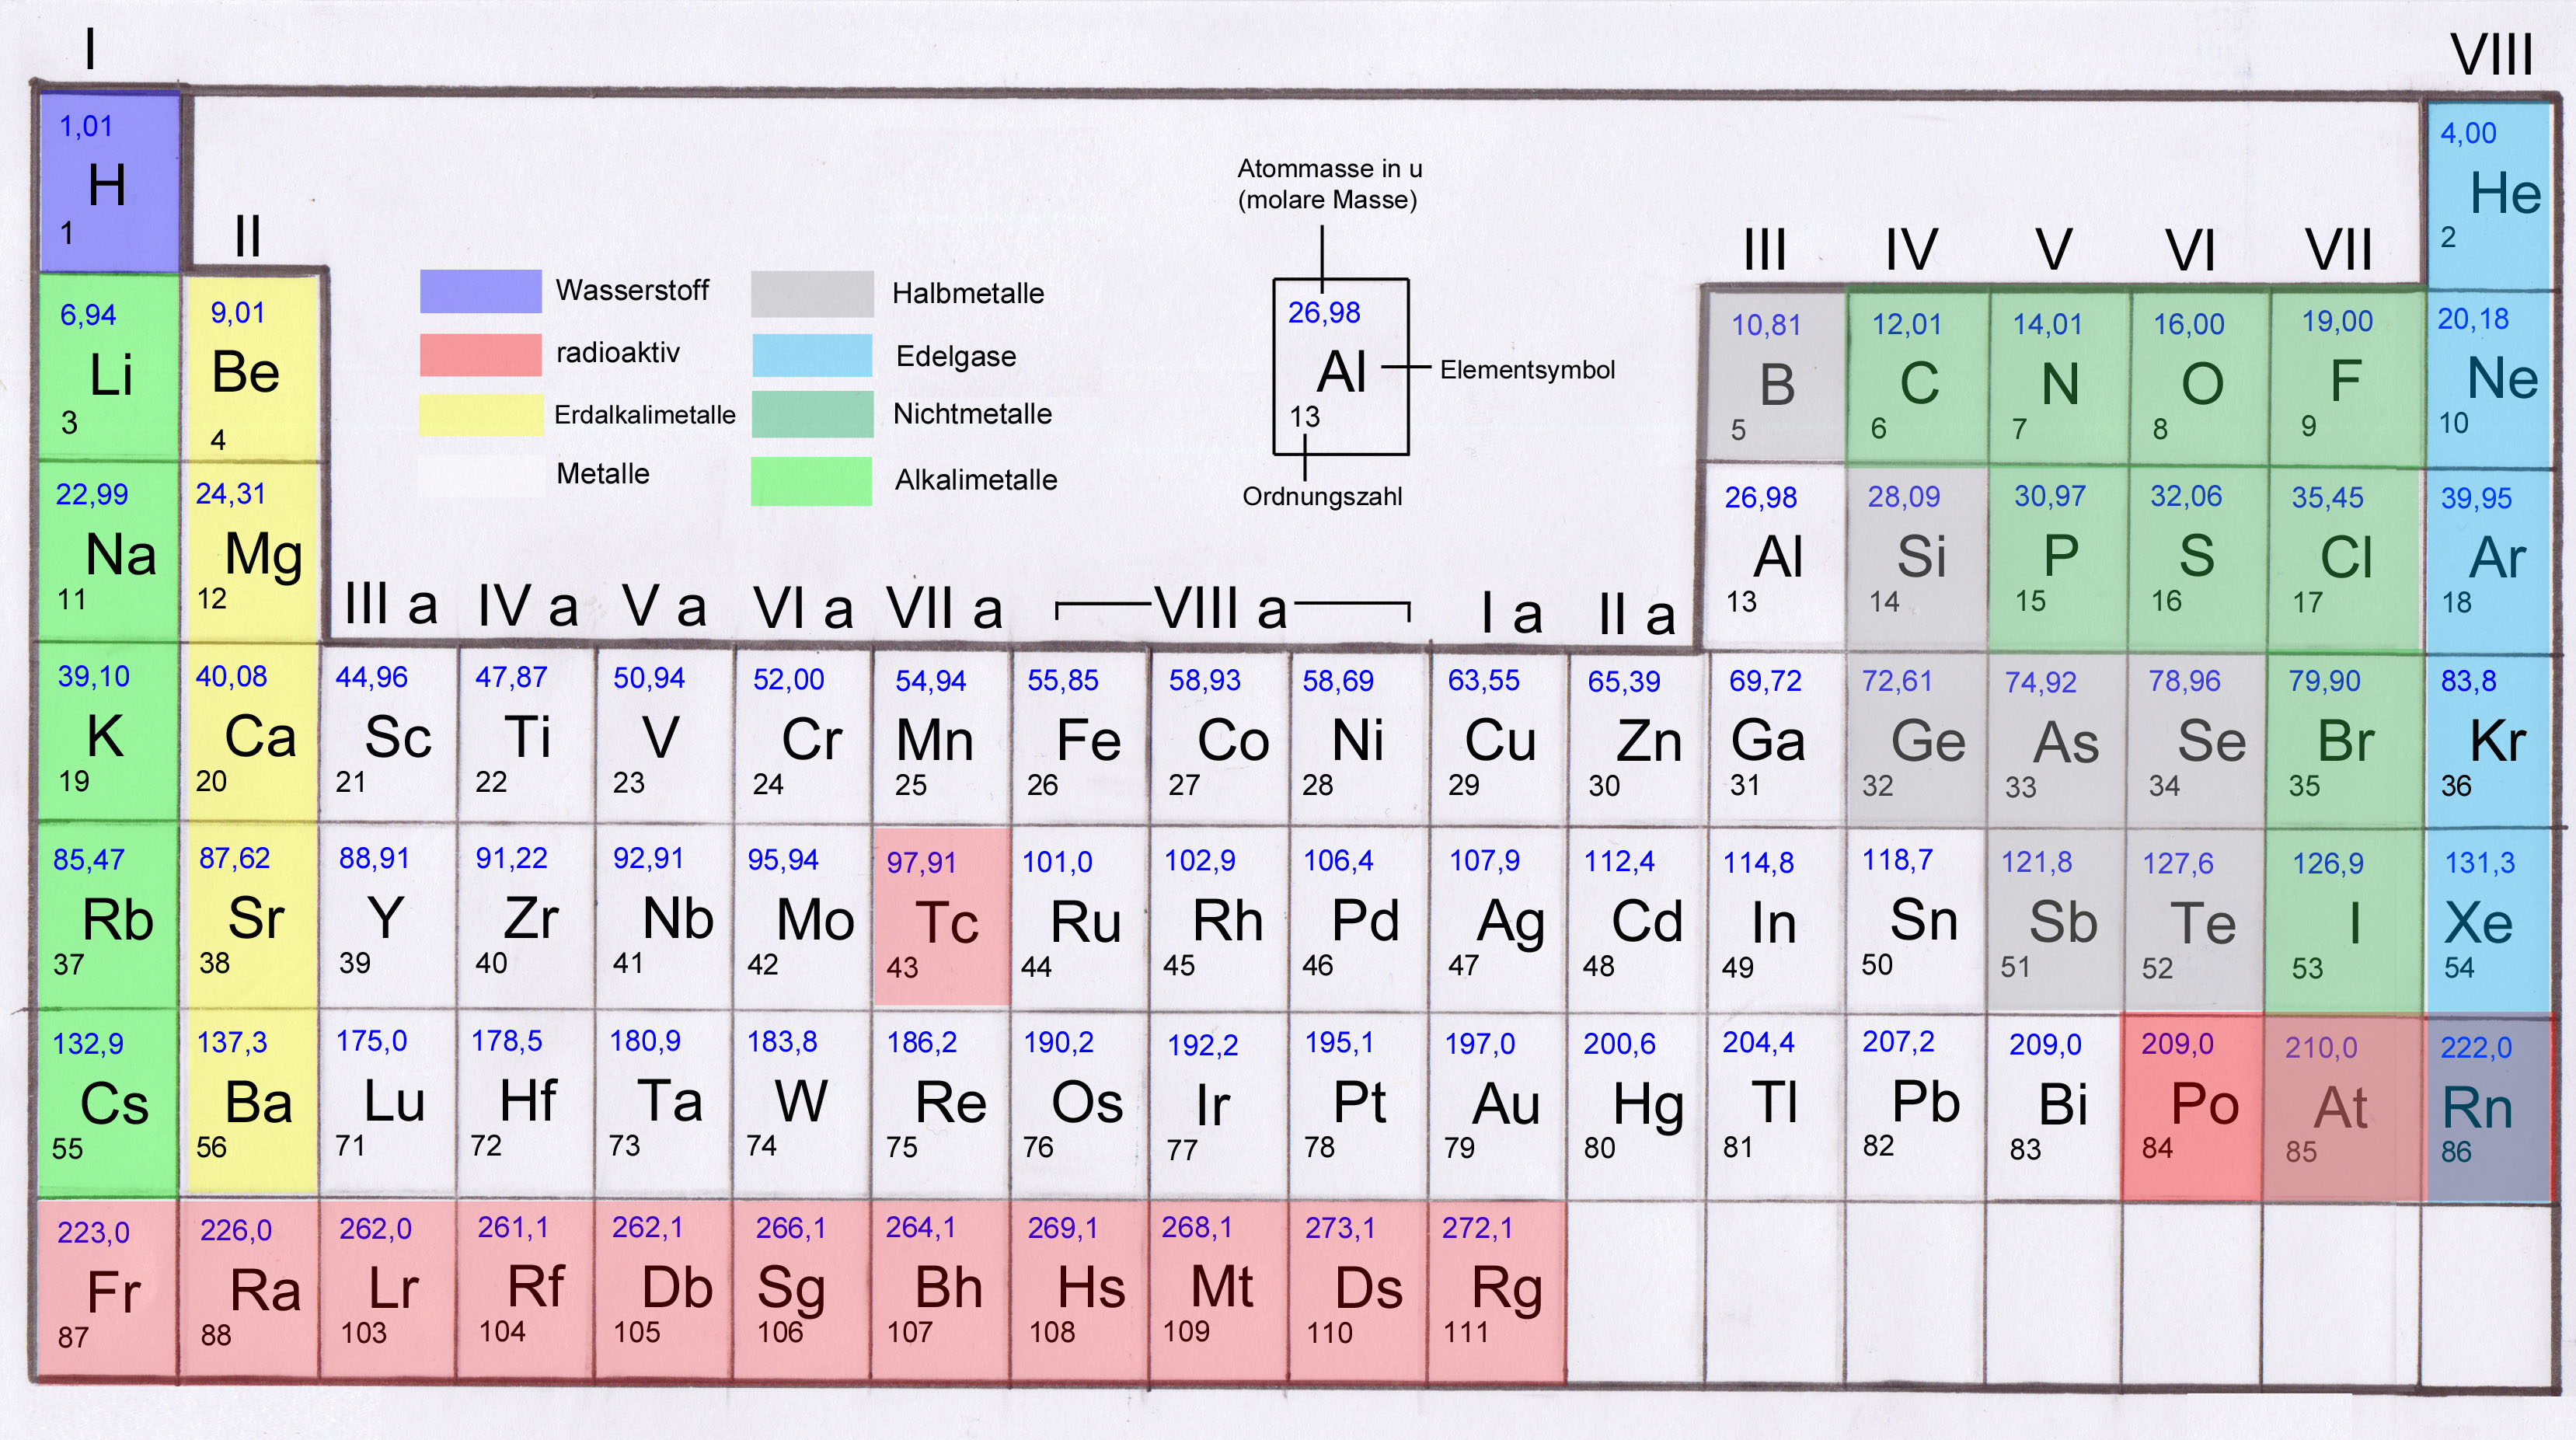 I
VIII
1,01
H
1
4,00
He
2
II
III
IV
V
VI
VII
Wasserstoff
radioaktiv
Erdalkalimetalle
Metalle
Halbmetalle
Edelgase
Nichtmetalle
Alkalimetalle
Atommasse in u
(molare Masse)
26,98
Al
13
Elementsymbol
Ordnungszahl
6,94 9,01 10,81 12,01 14,01 16,00 19,00 20,18
Li Be B C N O F Ne
3 4 5 6 7 8 9 10
22,99 24,31 26,98 28,09 30,97 32,06 35,45 39,95
Na Mg Al Si P S Cl Ar
11 12 13 14 15 16 17 18
III a IV a V a VI a VII a VIII a I a II a
39,10 40,08 44,96 47,87 50,94 52,00 54,94 55,85 58,93 58,69 63,55 65,39 69,72 72,61 74,92 78,96 79,90 83,8
K Ca Sc Ti V Cr Mn Fe Co Ni Cu Zn Ga Ge As Se Br Kr
19 20 21 22 23 24 25 26 27 28 29 30 31 32 33 34 35 36
85,47 87,62 88,91 91,22 92,91 95,94 97,91 101,0 102,9 106,4 107,9 112,4 114,8 118,7 121,8 127,6 126,9 131,3
Rb Sr Y Zr Nb Mo Tc Ru Rh Pd Ag Cd In Sn Sb Te I Xe
37 38 39 40 41 42 43 44 45 46 47 48 49 50 51 52 53 54
132,9 137,3 175,0 178,5 180,9 183,8 186,2 190,2 192,2 195,1 197,0 200,6 204,4 207,2 209,0 209,0 210,0 222,0
Cs Ba Lu Hf Ta W Re Os Ir Pt Au Hg Tl Pb Bi Po At Rn
55 56 71 72 73 74 75 76 77 78 79 80 81 82 83 84 85 86
223,0 226,0 262,0 261,1 262,1 266,1 264,1 269,1 268,1 273,1 272,1
Fr Ra Lr Rf Db Sg Bh Hs Mt Ds Rg
87 88 103 104 105 106 107 108 109 110 111